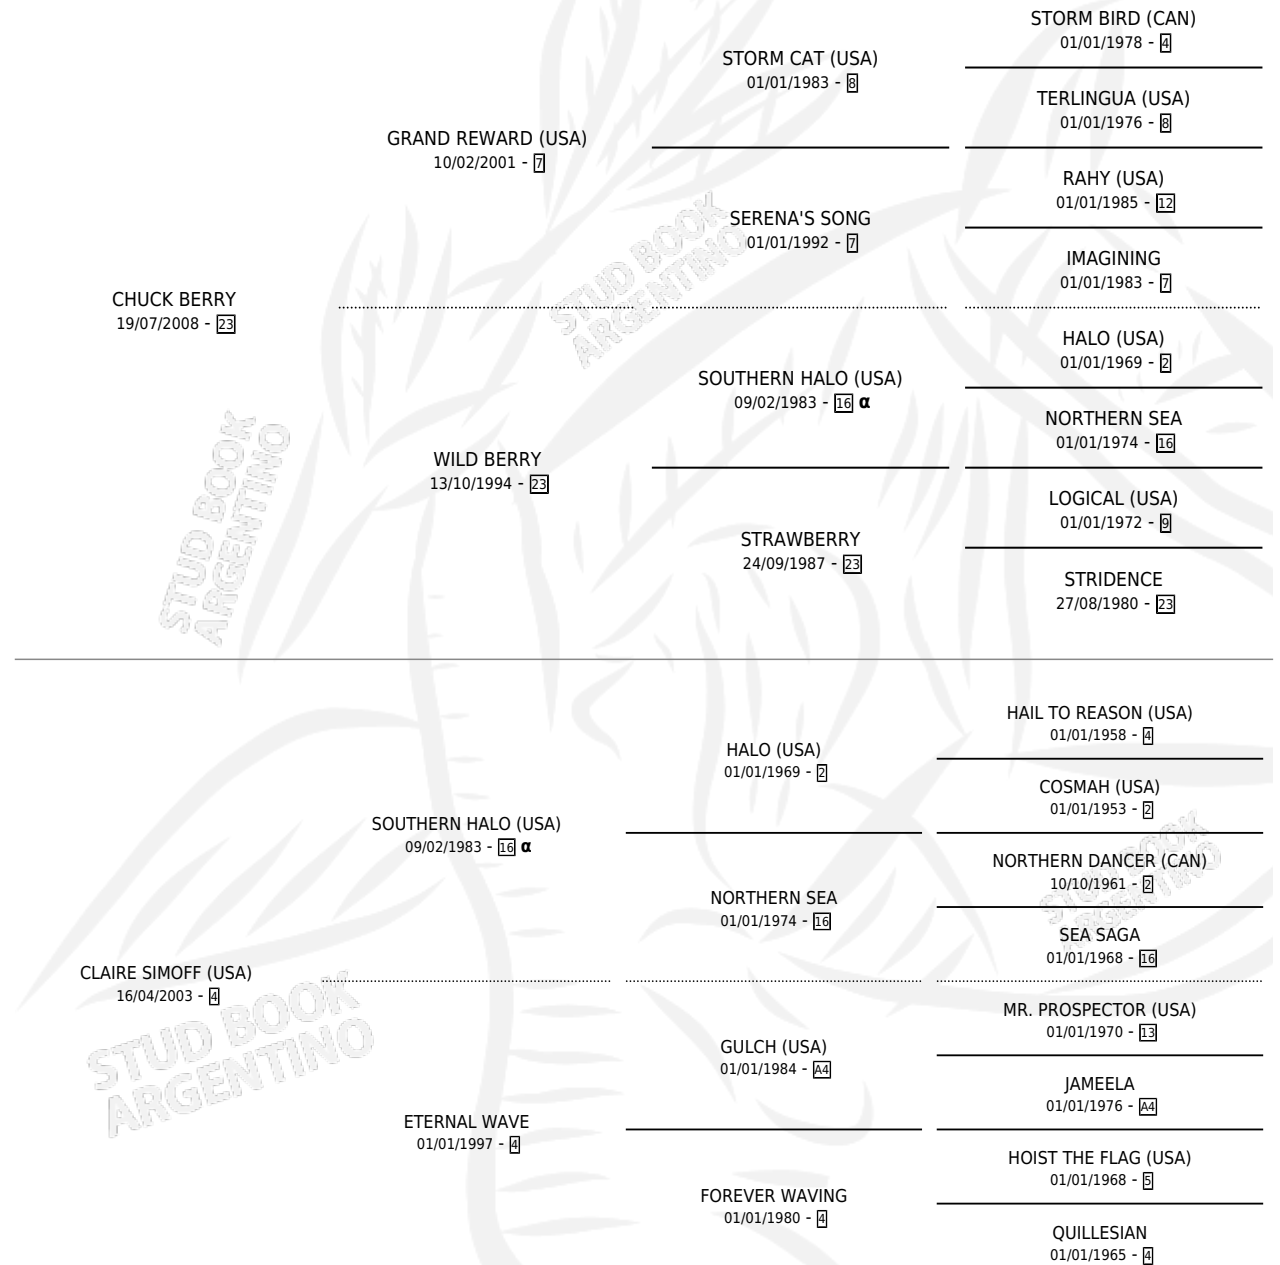 STORM BIRD (CAN)
01/01/1978 - 4
STORM CAT (USA)
01/01/1983 - 8
TERLINGUA (USA)
01/01/1976 - 8
GRAND REWARD (USA)
10/02/2001 - 7
RAHY (USA)
01/01/1985 - 12
SERENA'S SONG
01/01/1992 - 7
IMAGINING
01/01/1983 - 7
STUD BOOK
ARGENTINO
CHUCK BERRY
19/07/2008 - 23
HALO (USA)
01/01/1969 - 2
SOUTHERN HALO (USA)
09/02/1983 - 16 α
NORTHERN SEA
01/01/1974 - 16
WILD BERRY
13/10/1994 - 23
LOGICAL (USA)
01/01/1972 - 9
STRAWBERRY
24/09/1987 - 23
STRIDENCE
27/08/1980 - 23
STUD BOOK
ARGENTINO
HAIL TO REASON (USA)
01/01/1958 - 4
HALO (USA)
01/01/1969 - 2
COSMAH (USA)
01/01/1953 - 2
SOUTHERN HALO (USA)
09/02/1983 - 16 α
NORTHERN DANCER (CAN)
10/10/1961 - 2
NORTHERN SEA
01/01/1974 - 16
SEA SAGA
01/01/1968 - 16
STUD BOOK
ARGENTINO
CLAIRE SIMOFF (USA)
16/04/2003 - 4
MR. PROSPECTOR (USA)
01/01/1970 - 13
GULCH (USA)
01/01/1984 - A4
JAMEELA
01/01/1976 - A4
STUD BOOK
ARGENTINO
ETERNAL WAVE
01/01/1997 - 4
HOIST THE FLAG (USA)
01/01/1968 - 5
FOREVER WAVING
01/01/1980 - 4
QUILLESIAN
01/01/1965 - 4